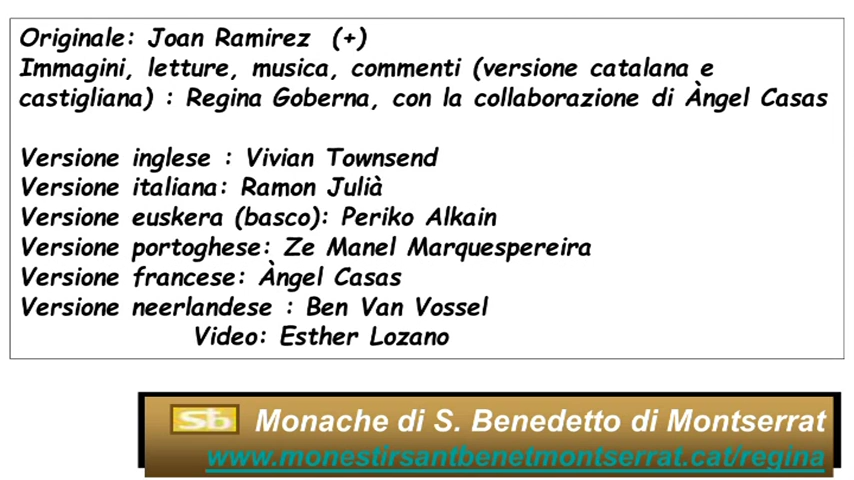 Originale: Joan Ramirez (+)
Immagini, letture, musica, commenti (versione catalana e
castigliana) : Regina Goberna, con la collaborazione di Àngel Casas
Versione inglese : Vivian Townsend
Versione italiana: Ramon Julià
Versione euskera (basco): Periko Alkain
Versione portoghese: Ze Manel Marquespereira
Versione francese: Àngel Casas
Versione neerlandese : Ben Van Vossel
Video: Esther Lozano
Sb Monache di S. Benedetto di Montserrat
www.monestirsantbenetmontserrat.cat/regina